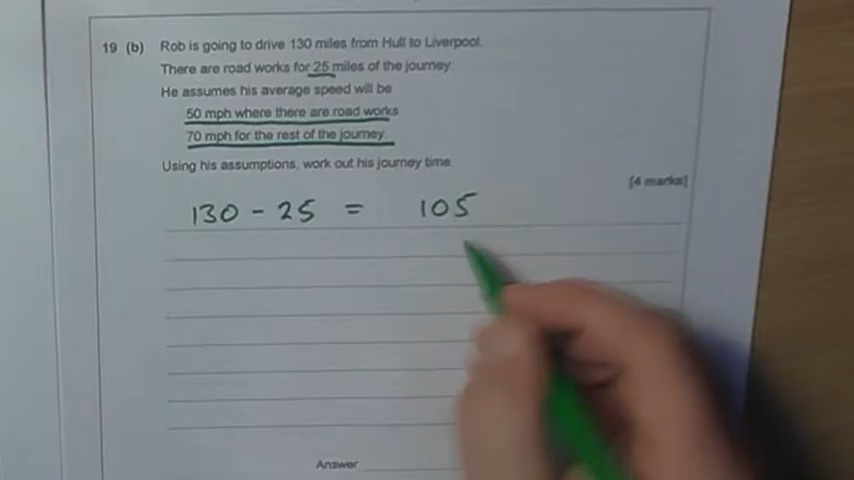 19 (b) Rob is going to drive 130 miles from Hull to Liverpool.
There are road works for 25 miles of the journey.
He assumes his average speed will be
50 mph where there are road works
70 mph for the rest of the journey.
Using his assumptions, work out his journey time.
[4 marks]
130 - 25 = 105
Answer